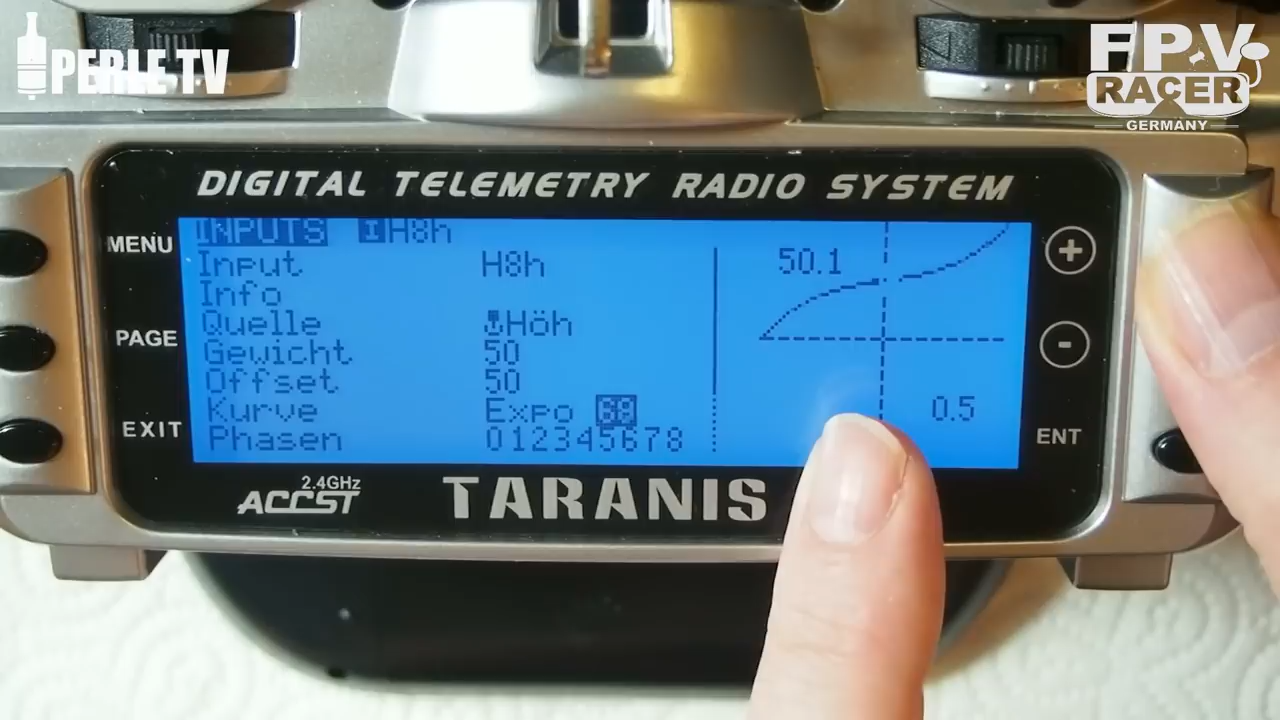 PERLE TV
FPV
RACER
GERMANY
DIGITAL TELEMETRY RADIO SYSTEM
MENU
PAGE
EXIT
INPUTS I H8h
Input H8h
Info
Quelle Höh
Gewicht 50
Offset 50
Kurve Expo 69
Phasen 012345678
50.1
0.5
+
-
ENT
2.4GHz
ACCST
TARANIS